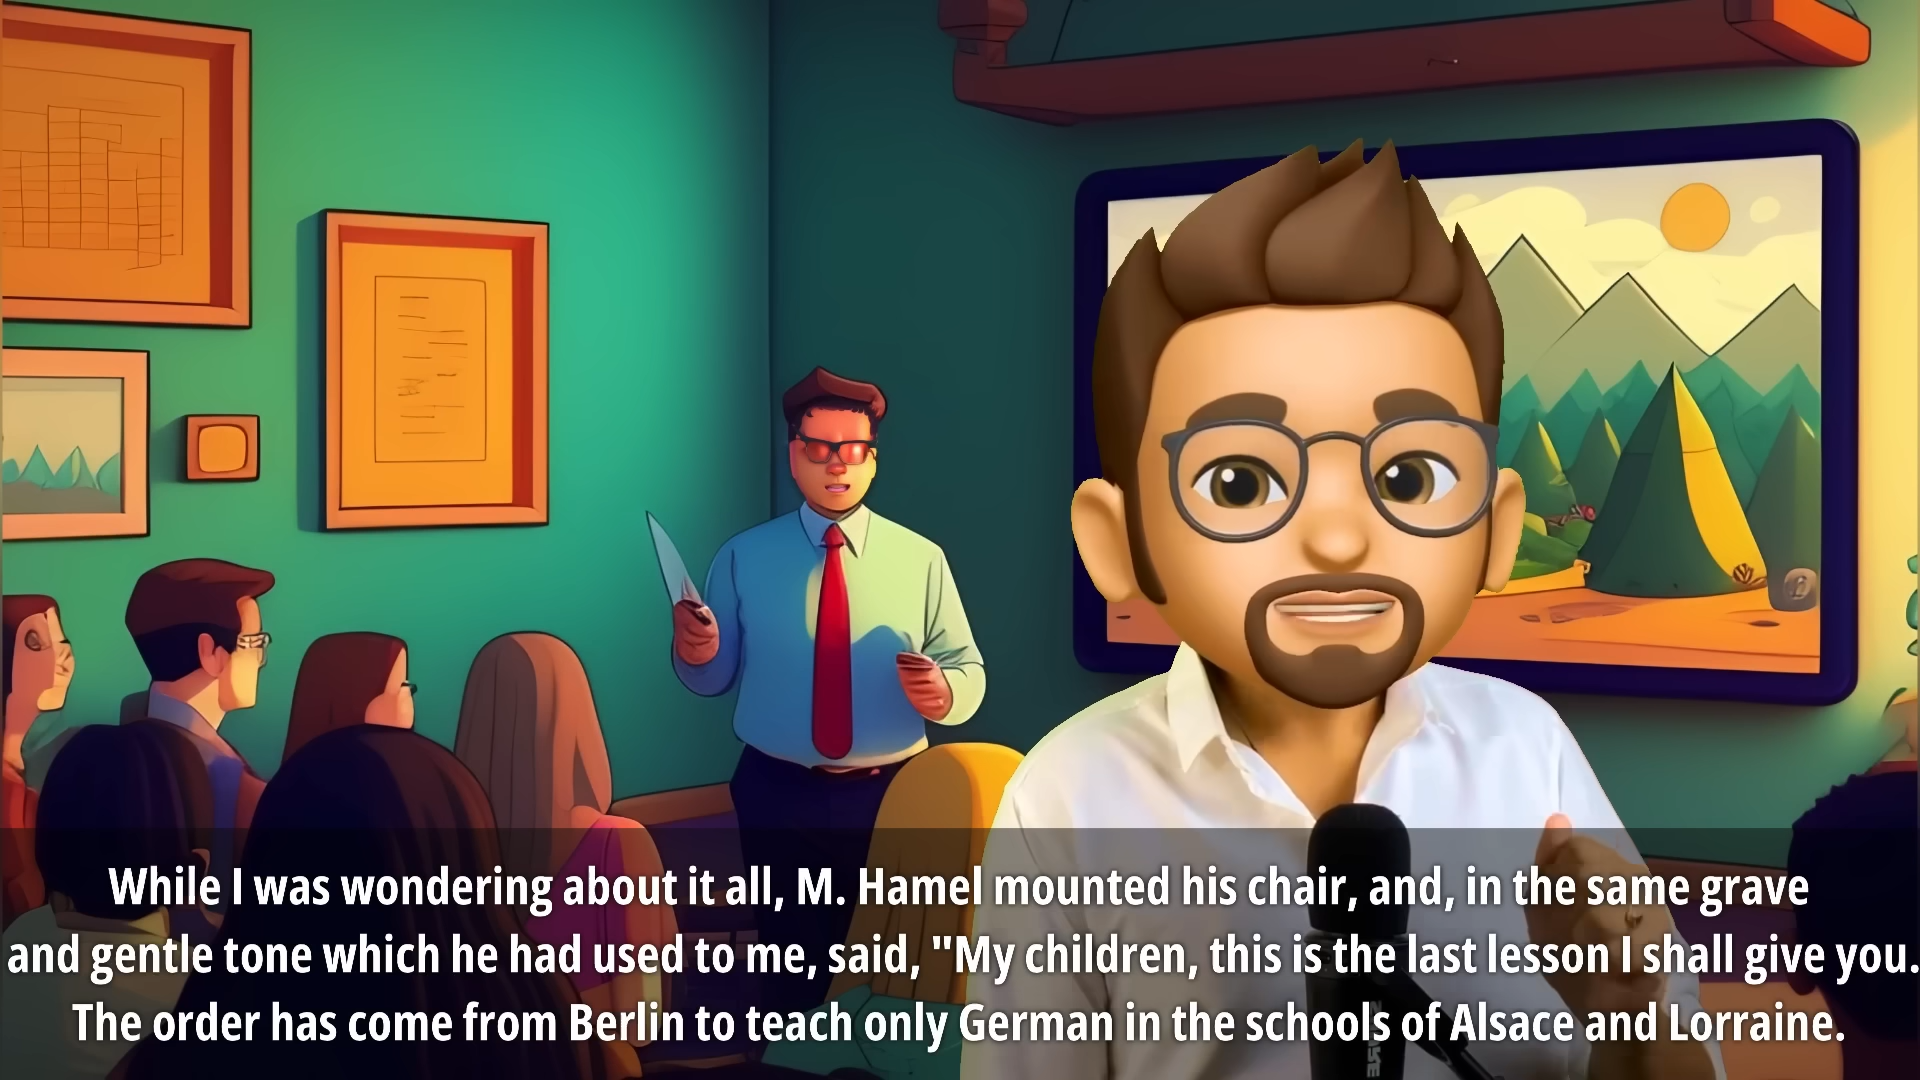 While I was wondering about it all, M. Hamel mounted his chair, and, in the same grave
and gentle tone which he had used to me, said, "My children, this is the last lesson I shall give you.
The order has come from Berlin to teach only German in the schools of Alsace and Lorraine.